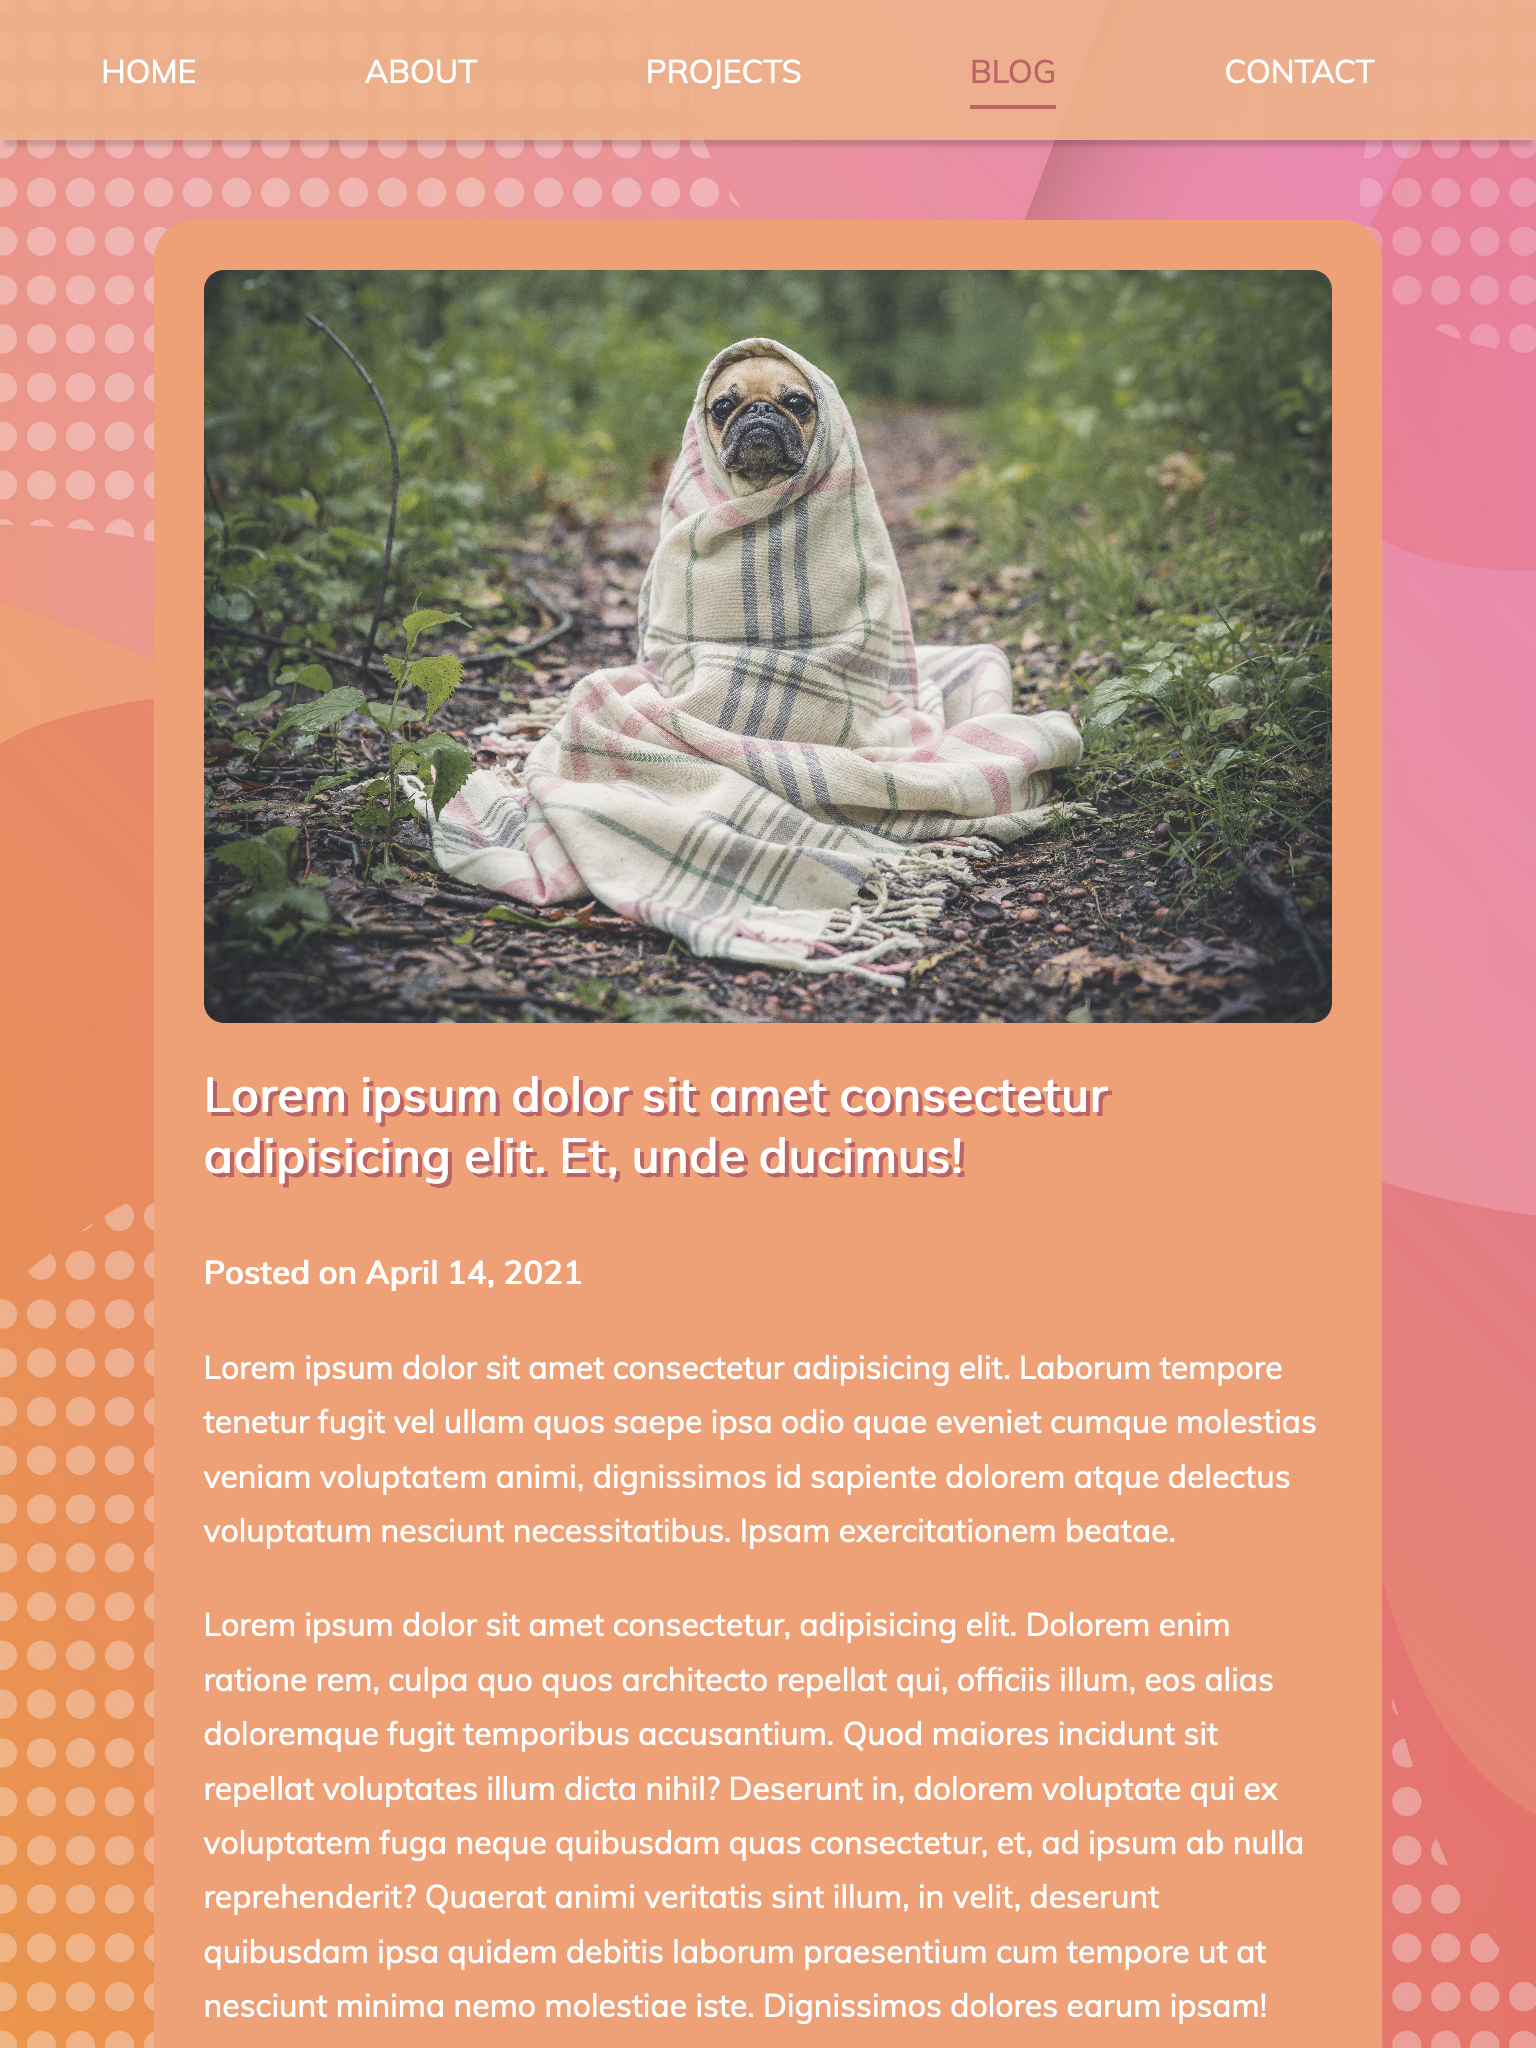 HOME ABOUT PROJECTS BLOG CONTACT
Lorem ipsum dolor sit amet consectetur
adipisicing elit. Et, unde ducimus!
Posted on April 14, 2021
Lorem ipsum dolor sit amet consectetur adipisicing elit. Laborum tempore
tenetur fugit vel ullam quos saepe ipsa odio quae eveniet cumque molestias
veniam voluptatem animi, dignissimos id sapiente dolorem atque delectus
voluptatum nesciunt necessitatibus. Ipsam exercitationem beatae.
Lorem ipsum dolor sit amet consectetur, adipisicing elit. Dolorem enim
ratione rem, culpa quo quos architecto repellat qui, officiis illum, eos alias
doloremque fugit temporibus accusantium. Quod maiores incidunt sit
repellat voluptates illum dicta nihil? Deserunt in, dolorem voluptate qui ex
voluptatem fuga neque quibusdam quas consectetur, et, ad ipsum ab nulla
reprehenderit? Quaerat animi veritatis sint illum, in velit, deserunt
quibusdam ipsa quidem debitis laborum praesentium cum tempore ut at
nesciunt minima nemo molestiae iste. Dignissimos dolores earum ipsam!